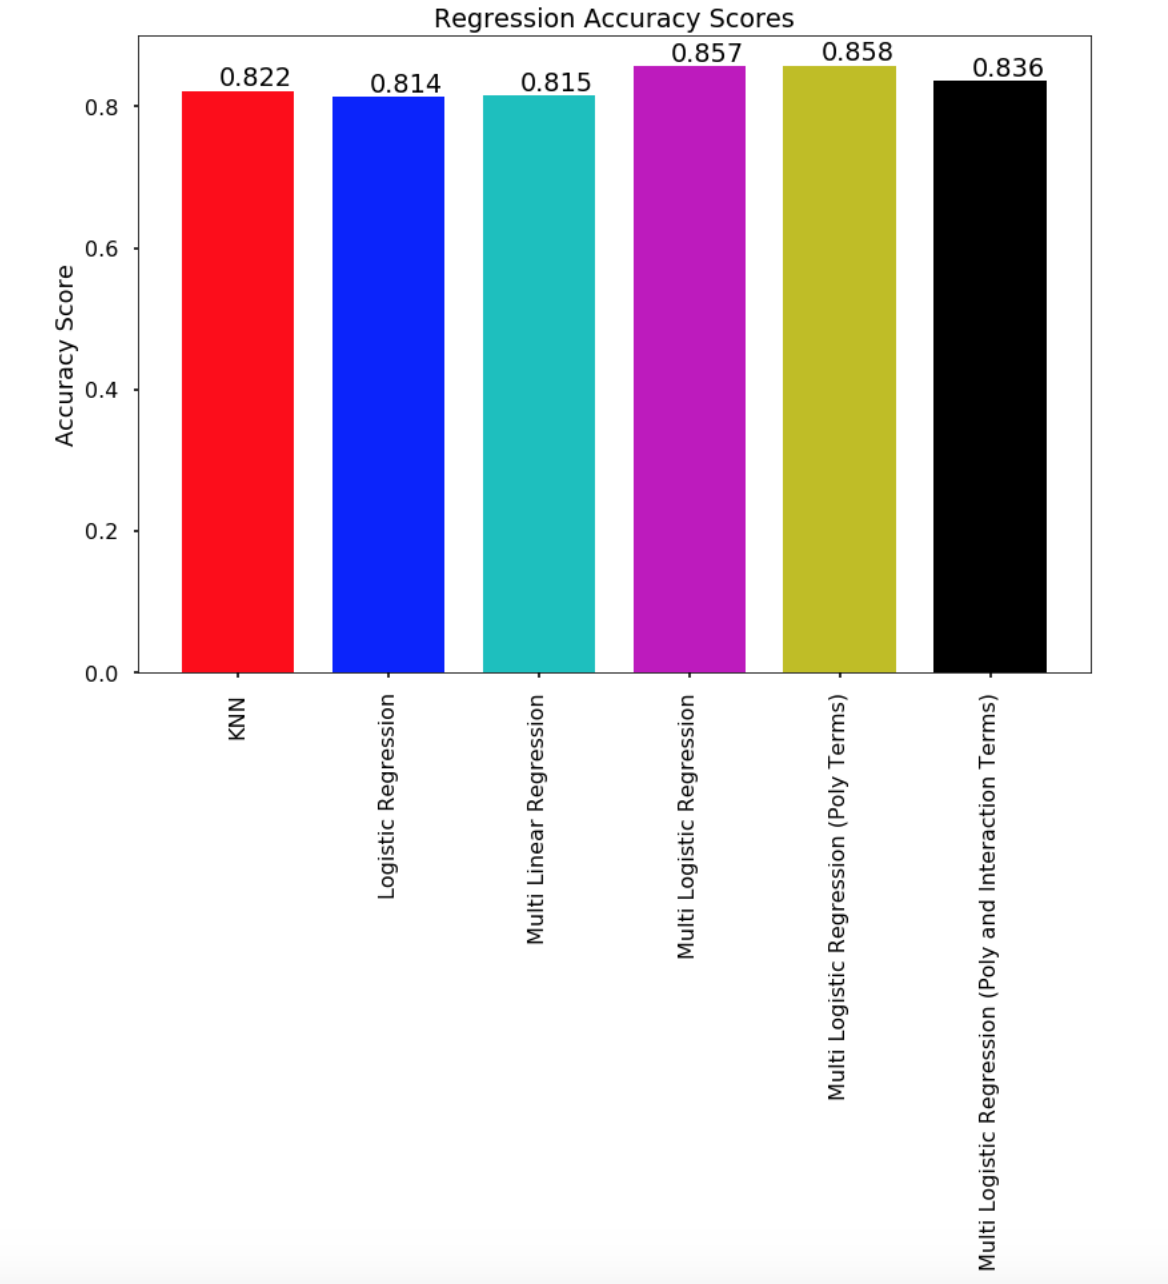 Regression Accuracy Scores
0.822
0.814
0.815
0.857
0.858
0.836
Accuracy Score
0.8
0.6
0.4
0.2
0.0
KNN
Logistic Regression
Multi Linear Regression
Multi Logistic Regression
Multi Logistic Regression (Poly Terms)
Multi Logistic Regression (Poly and Interaction Terms)